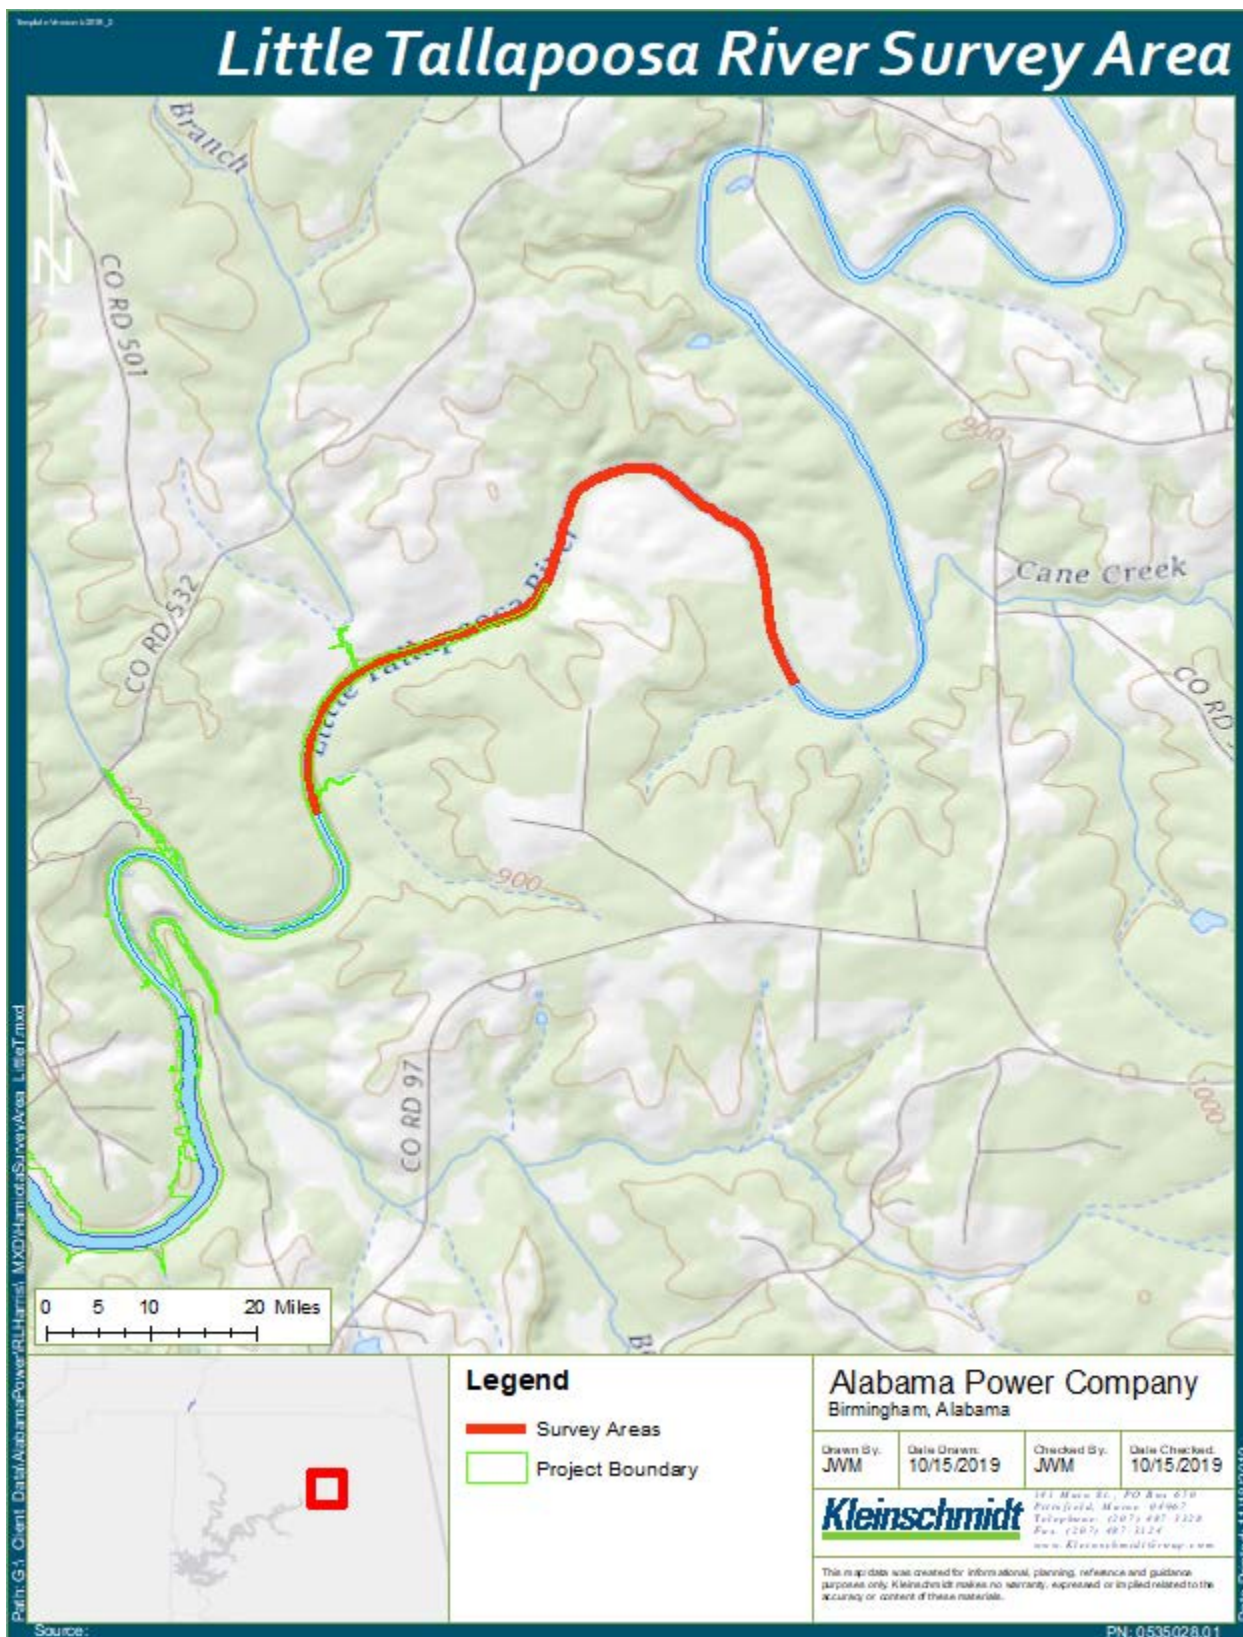 Little Tallapoosa River Survey Area
Branch
N
CO RD 501
900
Cane Creek
CO RD 532
Little Tallapoosa River
CO RD
900
CO RD 97
1000
0 5 10 20 Miles
Legend
Survey Areas
Project Boundary
Alabama Power Company
Birmingham, Alabama
Drawn By:
JWM
Date Drawn:
10/15/2019
Checked By:
JWM
Date Checked:
10/15/2019
Kleinschmidt
www.KleinschmidtGroup.com
This map/data was created for informational, planning, reference and guidance
purposes only. Kleinschmidt makes no warranty, expressed or implied related to the
accuracy or content of these materials.
Source:
PN: 0535028.01